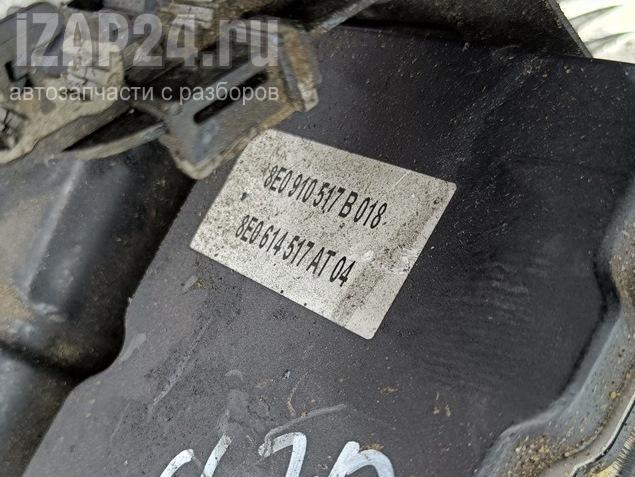 iZAP24.ru
автозапчасти с разборов
8E0 910 517 B 018
8E0 614 517 AT 04